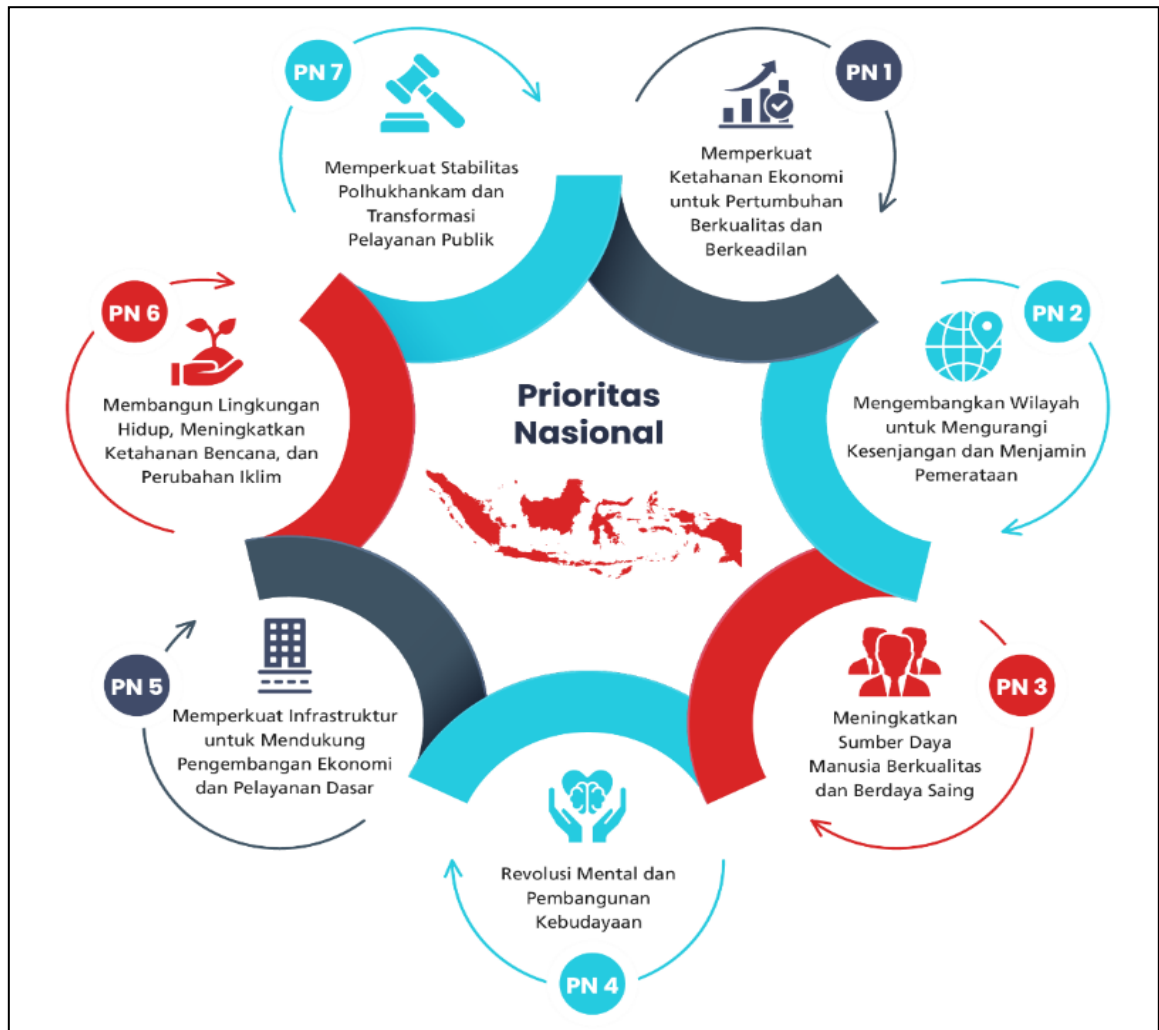 Prioritas
Nasional
PN 1
Memperkuat
Ketahanan Ekonomi
untuk Pertumbuhan
Berkualitas dan
Berkeadilan
PN 2
Mengembangkan Wilayah
untuk Mengurangi
Kesenjangan dan Menjamin
Pemerataan
PN 3
Meningkatkan
Sumber Daya
Manusia Berkualitas
dan Berdaya Saing
PN 4
Revolusi Mental dan
Pembangunan
Kebudayaan
PN 5
Memperkuat Infrastruktur
untuk Mendukung
Pengembangan Ekonomi
dan Pelayanan Dasar
PN 6
Membangun Lingkungan
Hidup, Meningkatkan
Ketahanan Bencana, dan
Perubahan Iklim
PN 7
Memperkuat Stabilitas
Polhukhankam dan
Transformasi
Pelayanan Publik